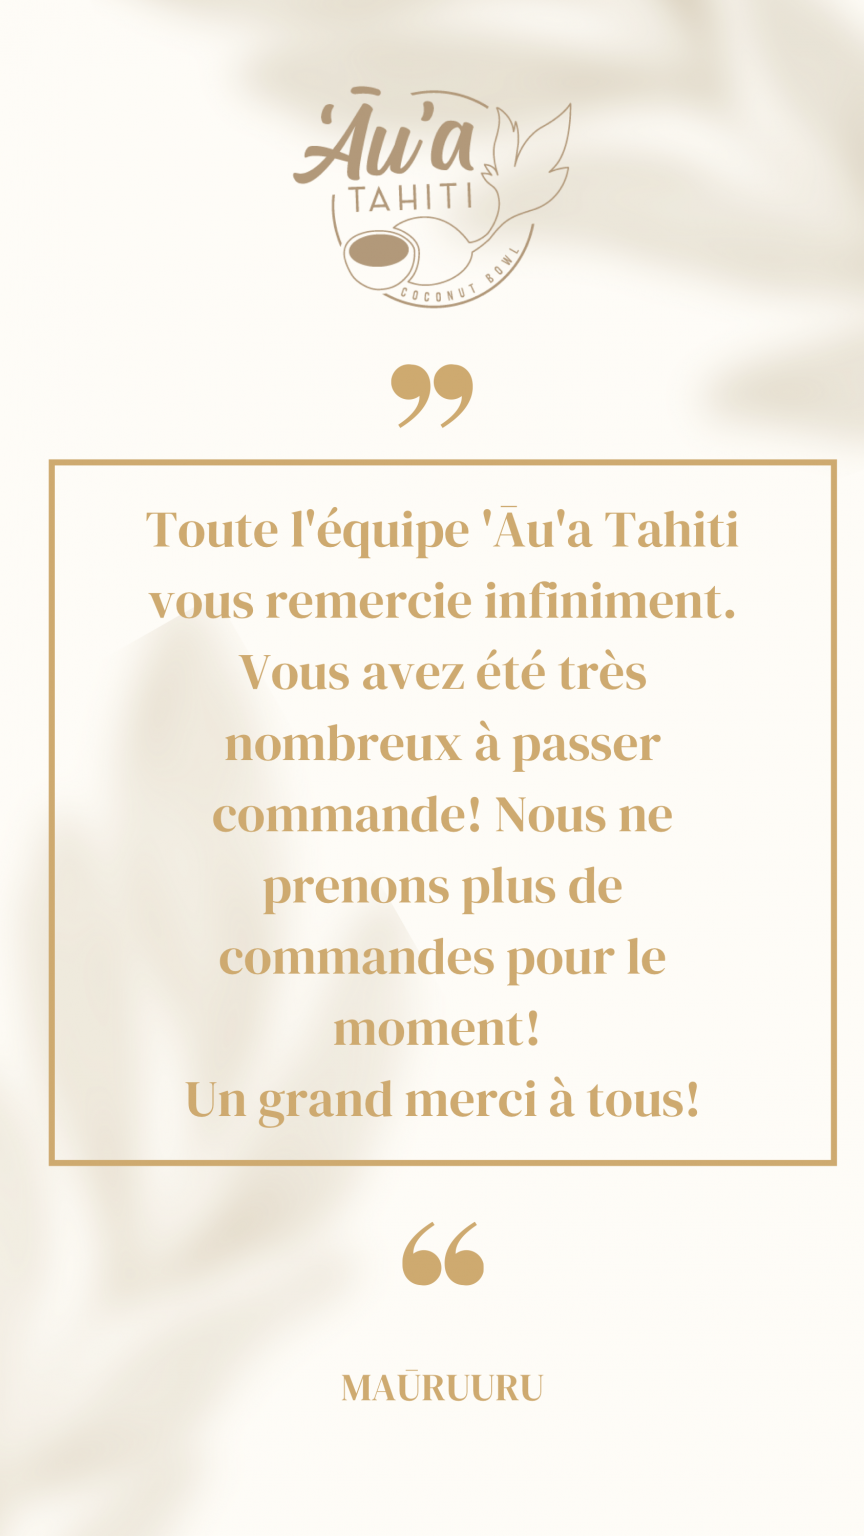 ‘Āu’a
TAHITI
COCONUT BOWL
”
Toute l'équipe 'Āu'a Tahiti
vous remercie infiniment.
Vous avez été très
nombreux à passer
commande! Nous ne
prenons plus de
commandes pour le
moment!
Un grand merci à tous!
“
MAŪRUURU